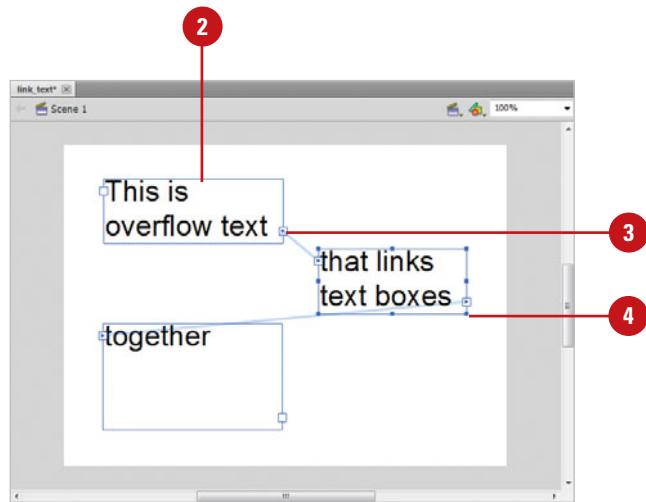 2
link_text*
Scene 1
100%
This is
overflow text
3
that links
text boxes
4
together